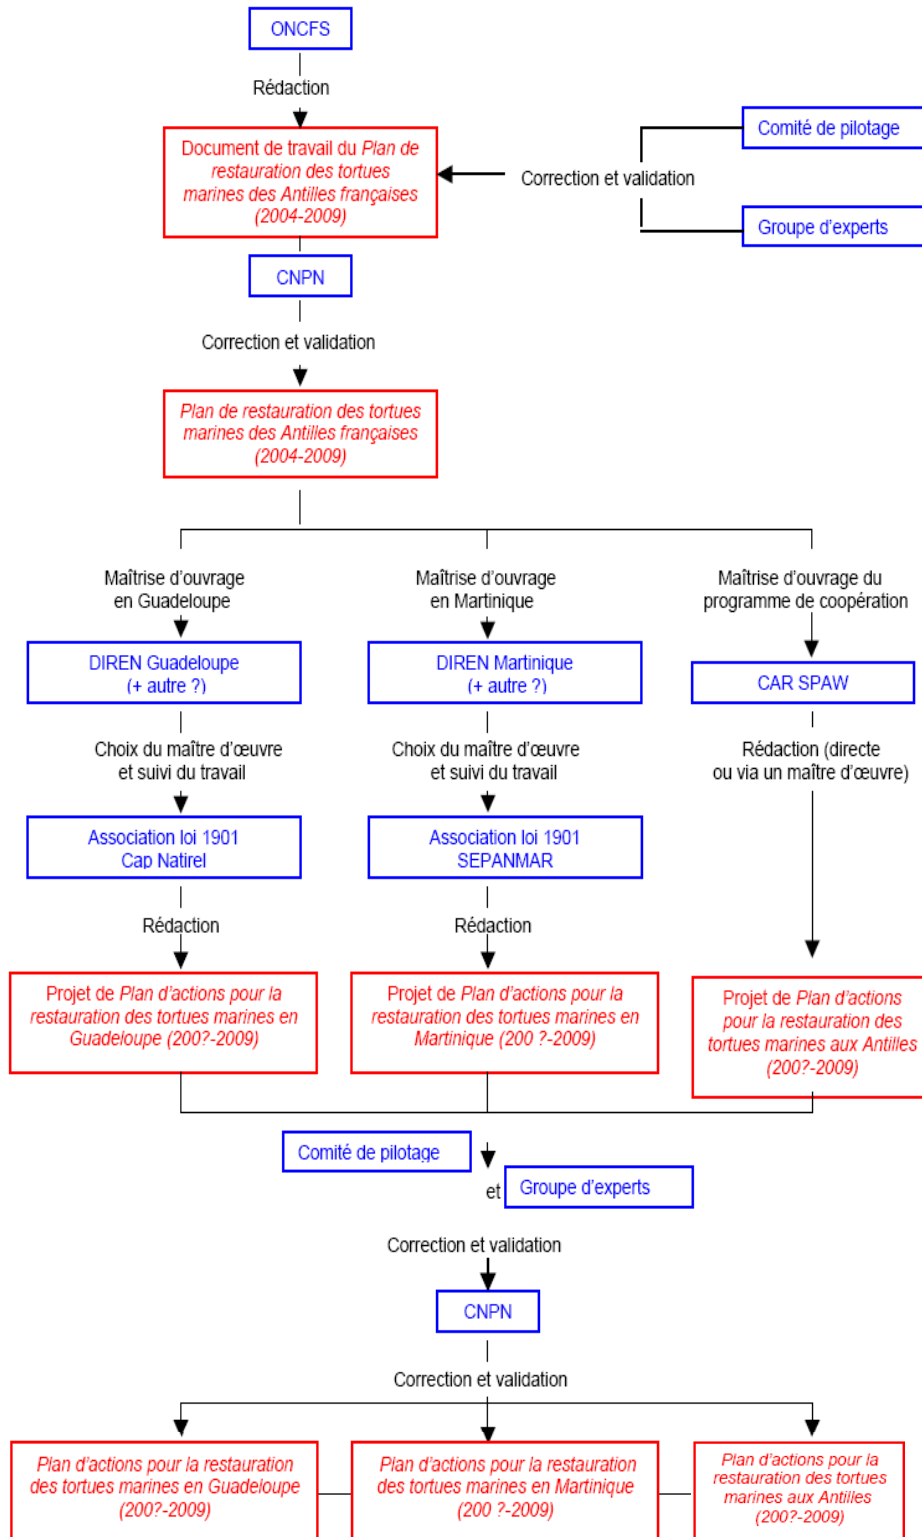 ONCFS
Rédaction
Document de travail du Plan de
restauration des tortues
marines des Antilles françaises
(2004-2009)
Correction et validation
Comité de pilotage
Groupe d'experts
CNPN
Correction et validation
Plan de restauration des tortues
marines des Antilles françaises
(2004-2009)
Maîtrise d'ouvrage
en Guadeloupe
DIREN Guadeloupe
(+ autre ?)
Choix du maître d'œuvre
et suivi du travail
Association loi 1901
Cap Natirel
Rédaction
Projet de Plan d'actions pour la
restauration des tortues marines en
Guadeloupe (200?-2009)
Maîtrise d'ouvrage
en Martinique
DIREN Martinique
(+ autre ?)
Choix du maître d'œuvre
et suivi du travail
Association loi 1901
SEPANMAR
Rédaction
Projet de Plan d'actions pour la
restauration des tortues marines en
Martinique (200 ?-2009)
Maîtrise d'ouvrage du
programme de coopération
CAR SPAW
Rédaction (directe
ou via un maître d'œuvre)
Projet de Plan d'actions
pour la restauration des
tortues marines aux Antilles
(200?-2009)
Comité de pilotage
et
Groupe d'experts
Correction et validation
CNPN
Correction et validation
Plan d'actions pour la restauration
des tortues marines en Guadeloupe
(200?-2009)
Plan d'actions pour la restauration
des tortues marines en Martinique
(200 ?-2009)
Plan d'actions pour la
restauration des tortues
marines aux Antilles
(200?-2009)